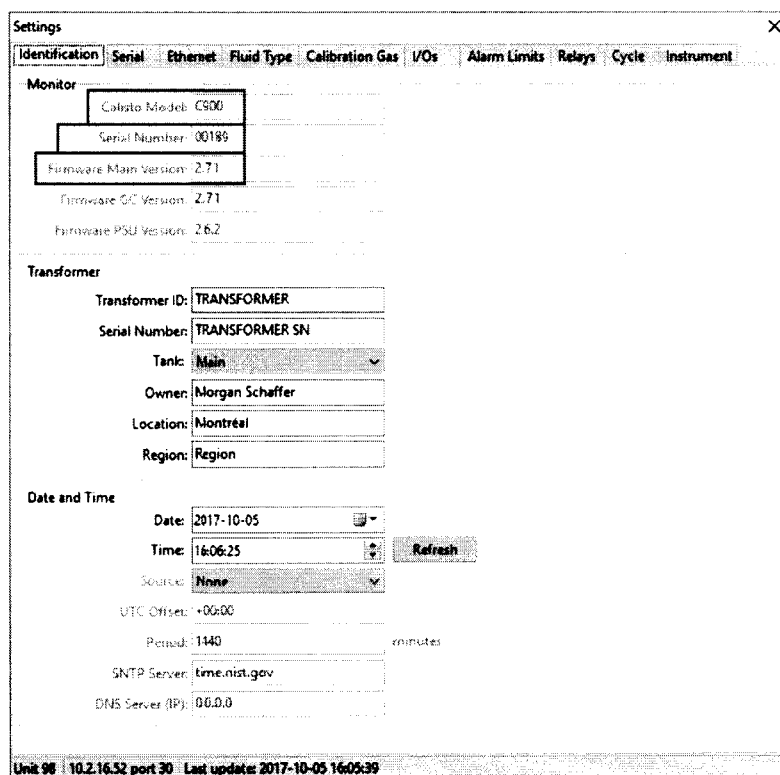 Settings
Identification Serial Ethernet Fluid Type Calibration Gas I/Os Alarm Limits Relays Cycle Instrument
Monitor
Calisto Model: C900
Serial Number: 00189
Firmware Main Version: 2.71
Firmware GC Version: 2.71
Firmware PSU Version: 2.6.2
Transformer
Transformer ID: TRANSFORMER
Serial Number: TRANSFORMER SN
Tank: Main
Owner: Morgan Schaffer
Location: Montréal
Region: Region
Date and Time
Date: 2017-10-05
Time: 16:06:25 Refresh
Source: None
UTC Offset: +00:00
Period: 1440 minutes
SNTP Server: time.nist.gov
DNS Server (IP): 0.0.0.0
Unit 98 10.2.16.52 port 30 Last update: 2017-10-05 16:05:39